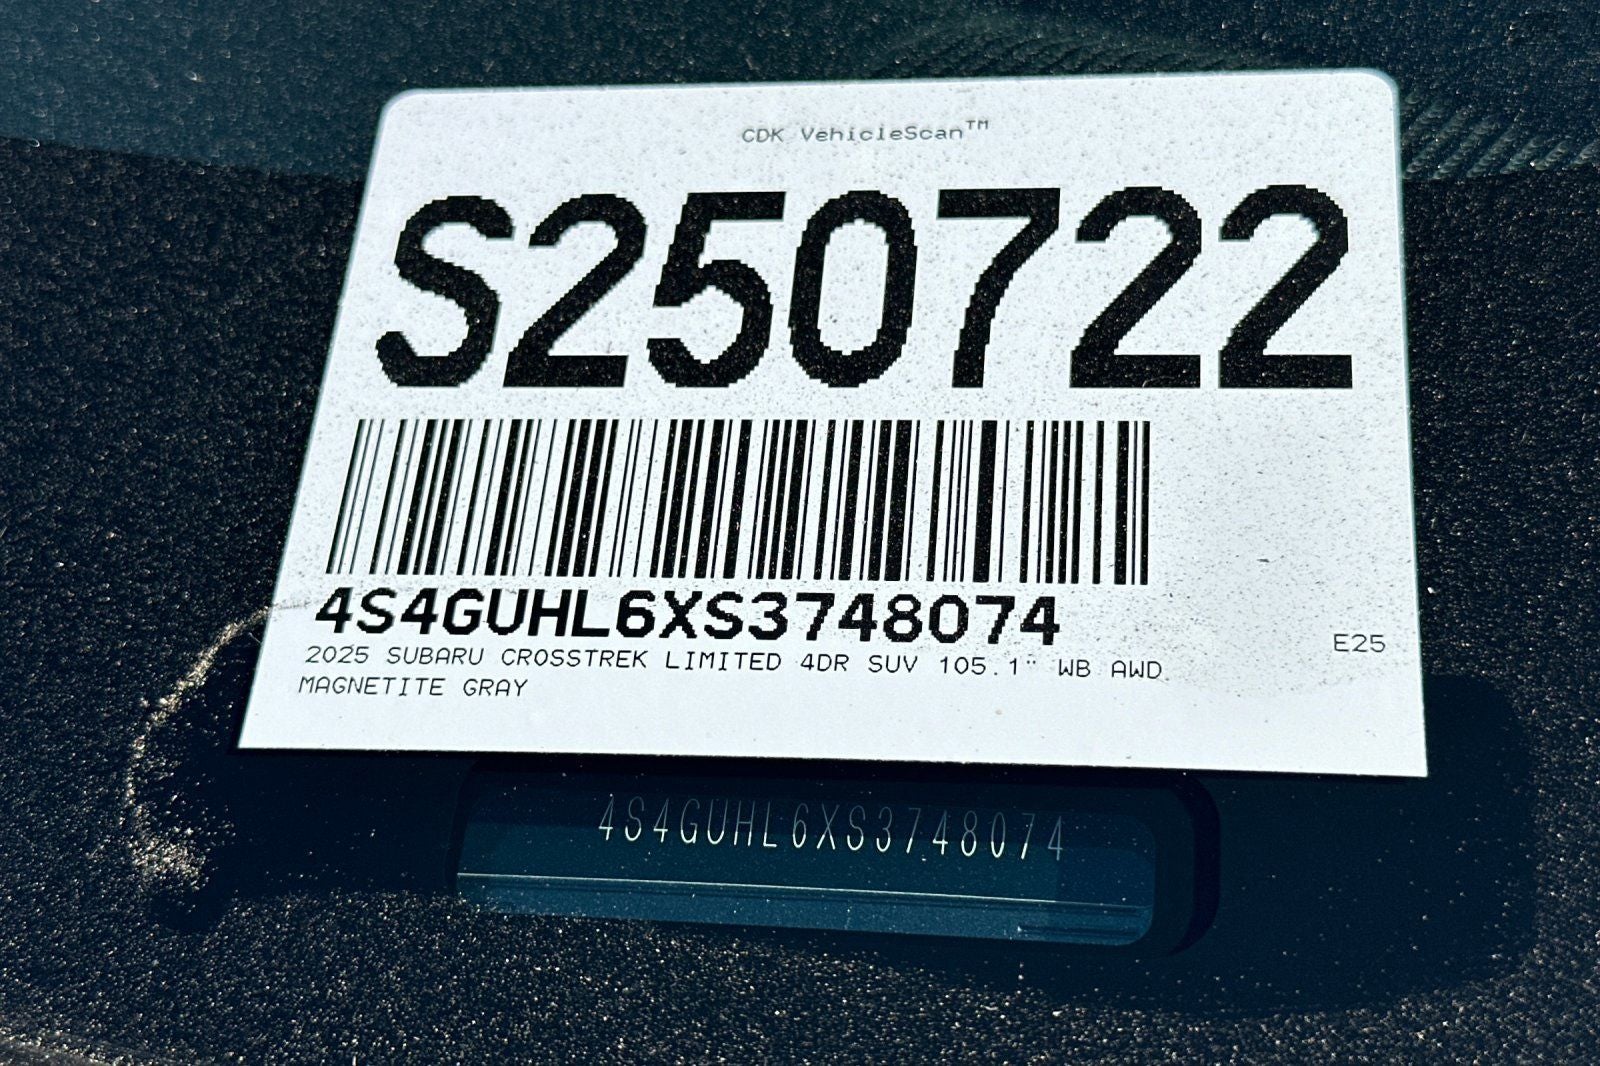 CDK VehicleScan™
S250722
4S4GUHL6XS3748074
2025 SUBARU CROSSTREK LIMITED 4DR SUV 105.1" WB AWD
MAGNETITE GRAY
E25
4S4GUHL6XS3748074